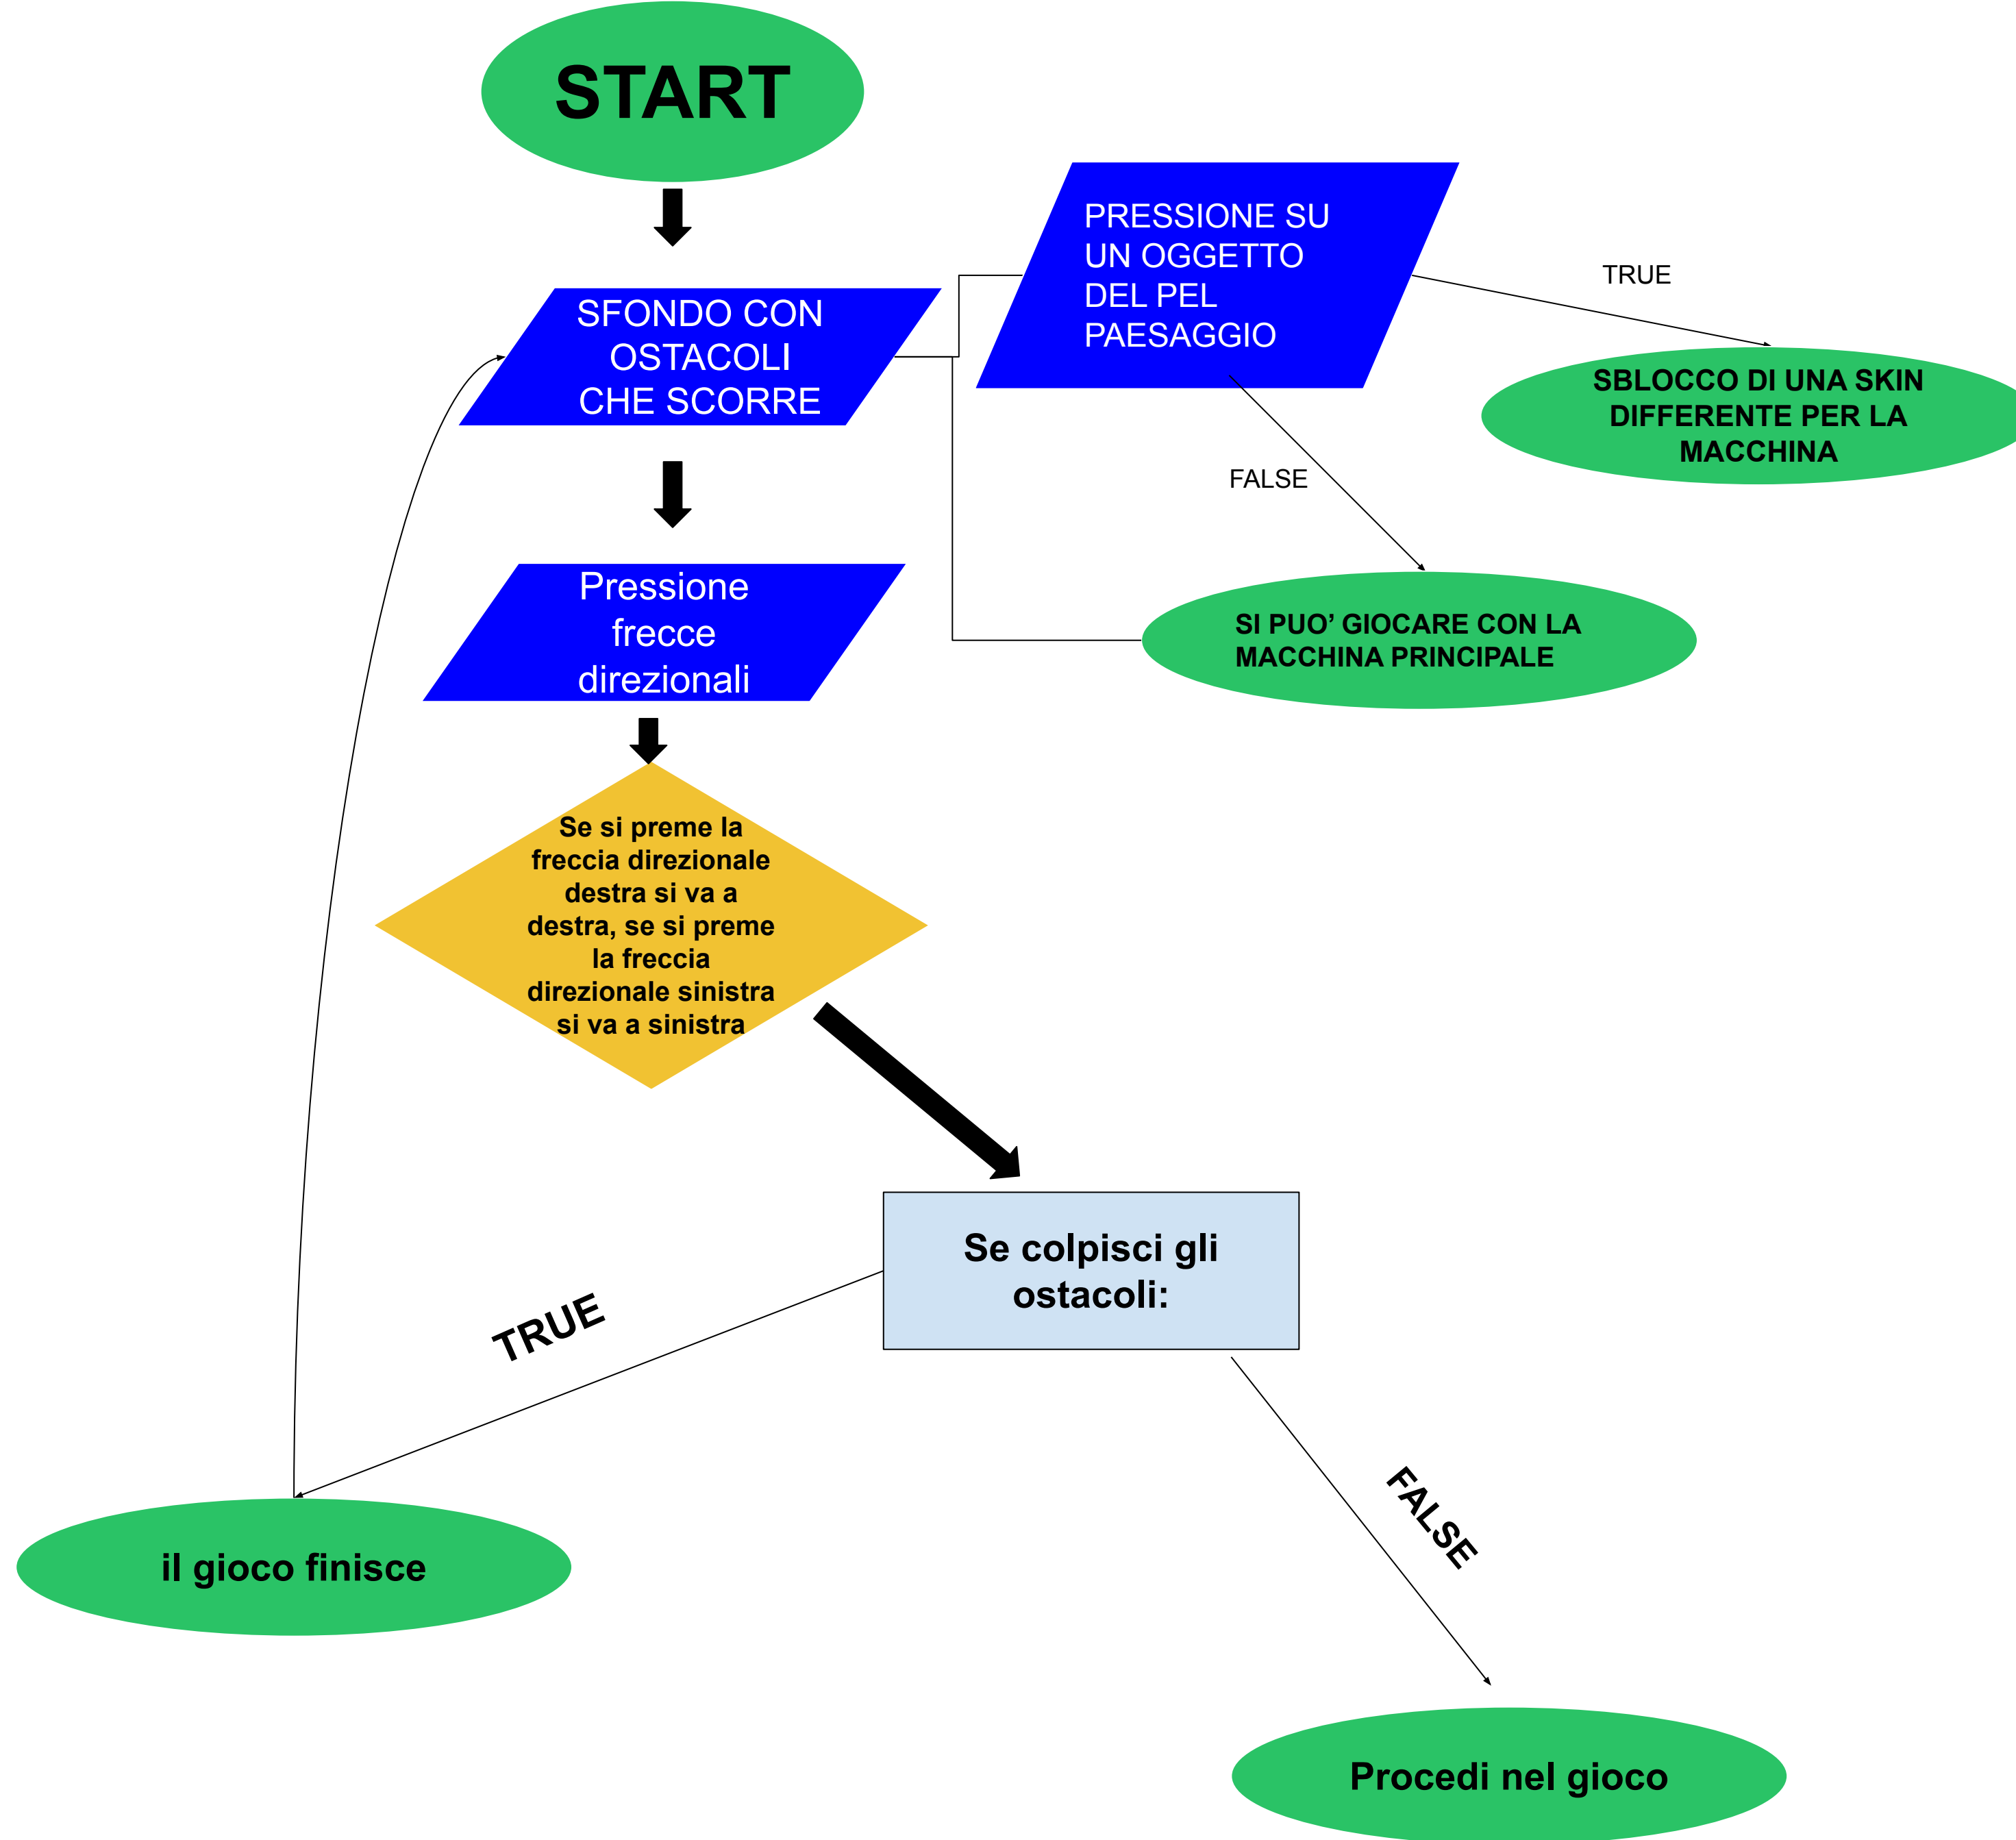 START
SFONDO CON
OSTACOLI
CHE SCORRE
PRESSIONE SU
UN OGGETTO
DEL PEL
PAESAGGIO
TRUE
SBLOCCO DI UNA SKIN
DIFFERENTE PER LA
MACCHINA
FALSE
SI PUO’ GIOCARE CON LA
MACCHINA PRINCIPALE
Pressione
frecce
direzionali
Se si preme la
freccia direzionale
destra si va a
destra, se si preme
la freccia
direzionale sinistra
si va a sinistra
Se colpisci gli
ostacoli:
TRUE
FALSE
il gioco finisce
Procedi nel gioco